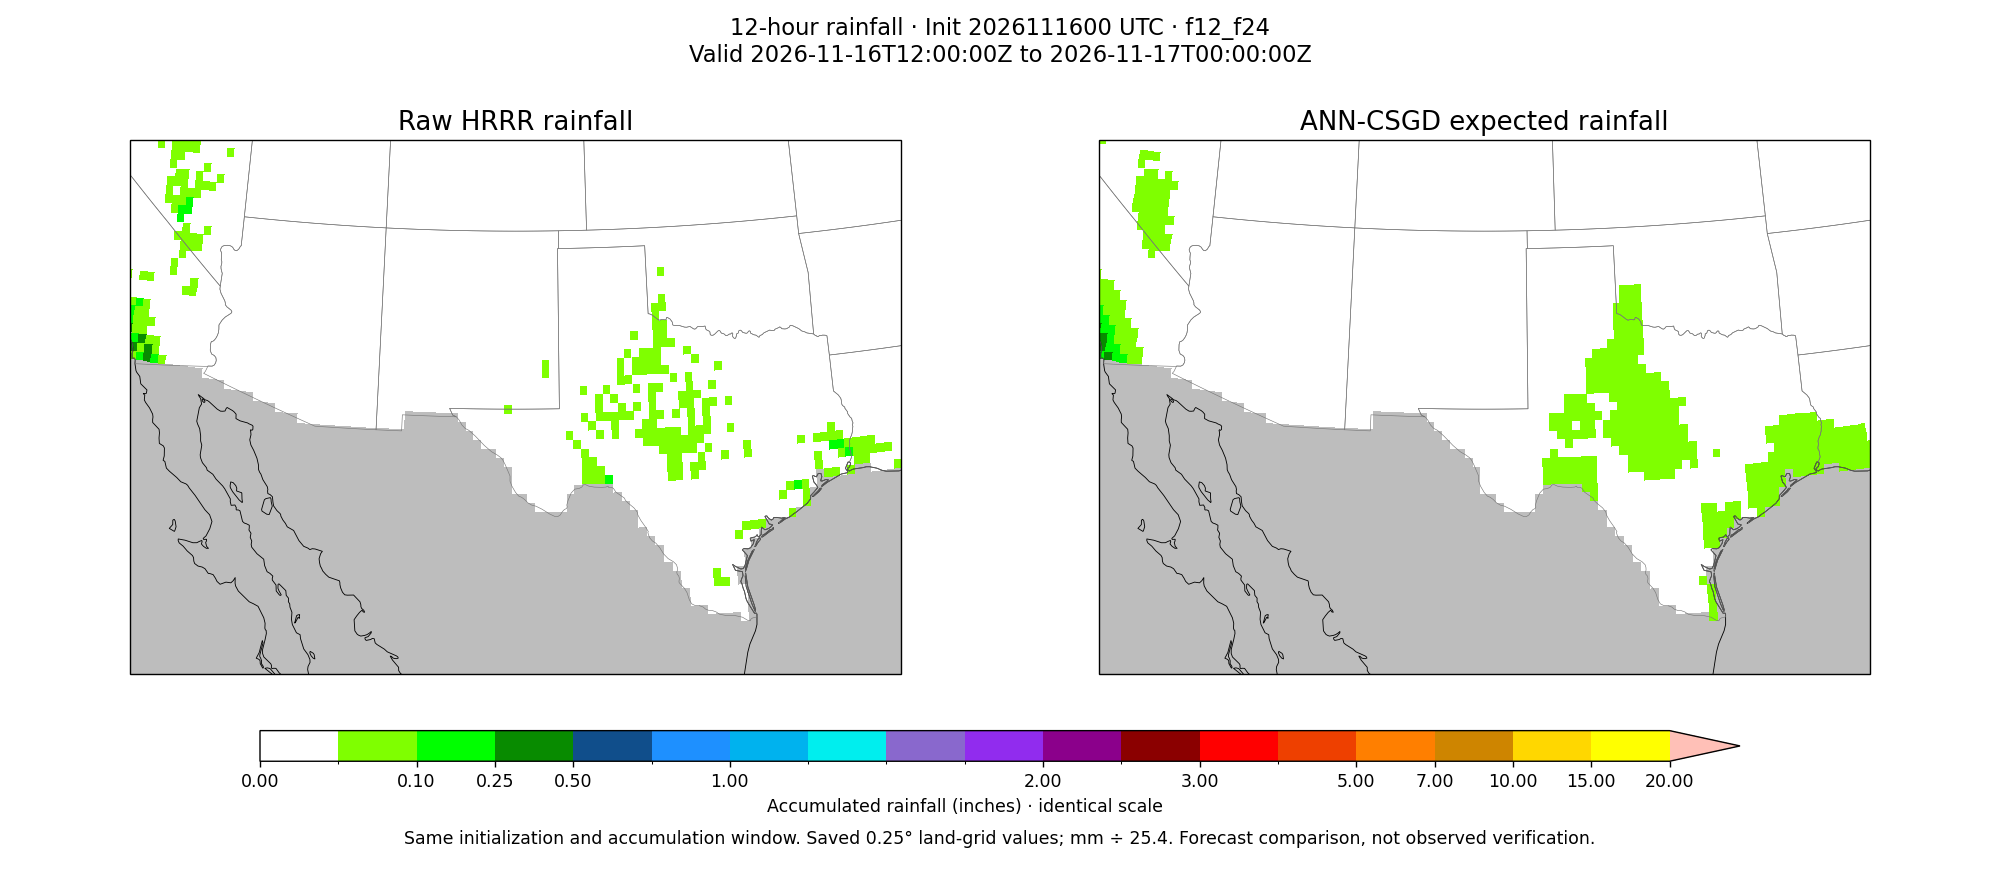 12-hour rainfall · Init 2026111600 UTC · f12_f24
Valid 2026-11-16T12:00:00Z to 2026-11-17T00:00:00Z
Raw HRRR rainfall
ANN-CSGD expected rainfall
0.00 0.10 0.25 0.50 1.00 2.00 3.00 5.00 7.00 10.00 15.00 20.00
Accumulated rainfall (inches) · identical scale
Same initialization and accumulation window. Saved 0.25° land-grid values; mm ÷ 25.4. Forecast comparison, not observed verification.